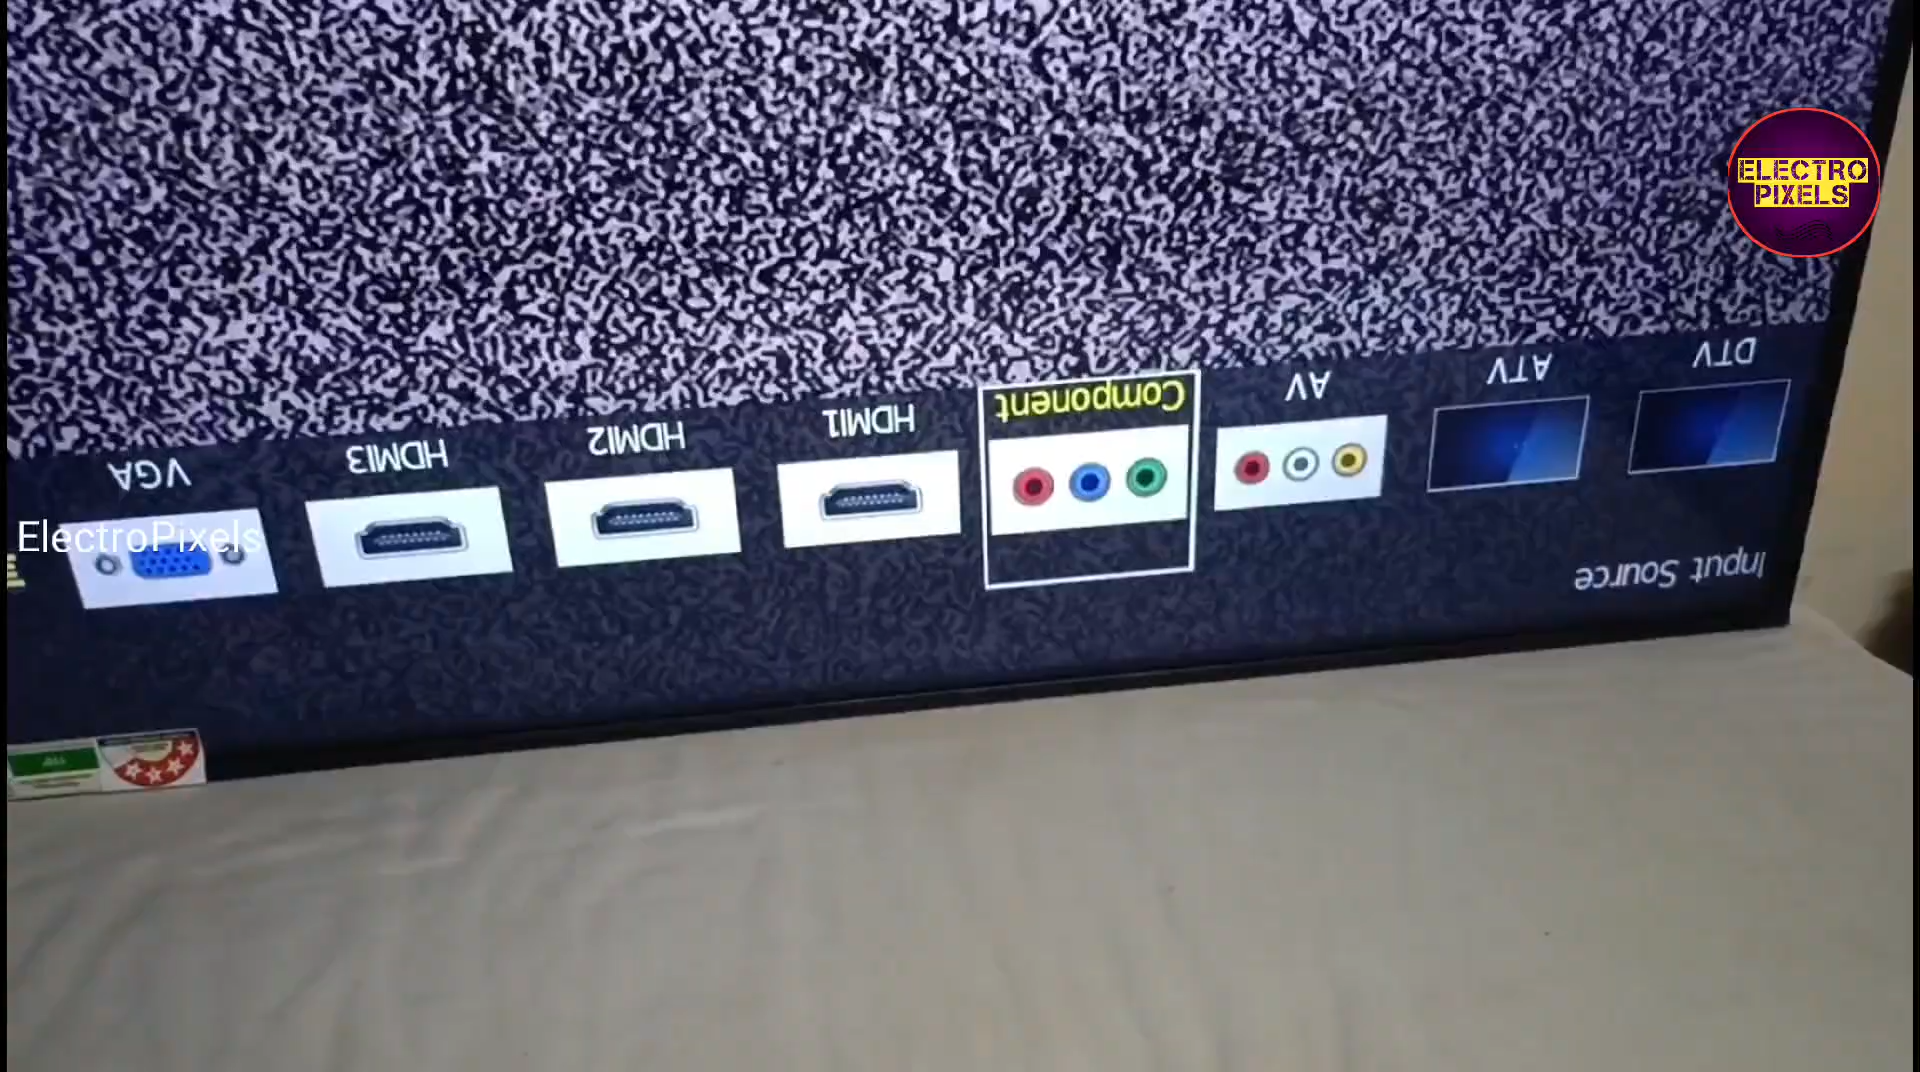 ELECTRO
PIXELS
Input Source
DTV
ATV
AV
Component
HDMI1
HDMI2
HDMI3
VGA
ElectroPixels